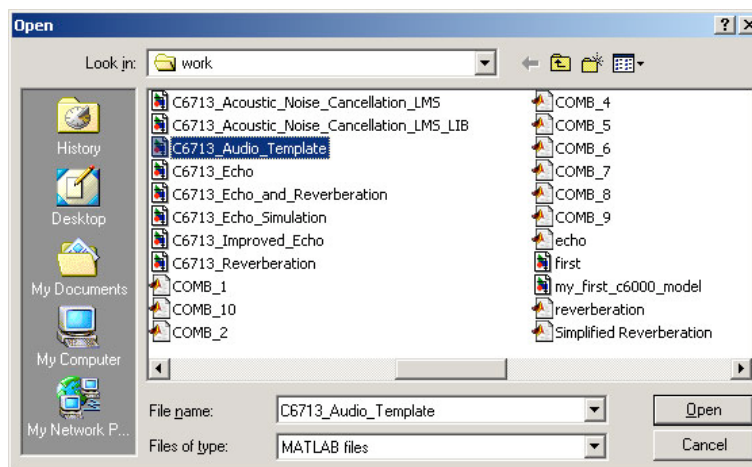 Open
Look in: work
History
Desktop
My Documents
My Computer
My Network P...
C6713_Acoustic_Noise_Cancellation_LMS
C6713_Acoustic_Noise_Cancellation_LMS_LIB
C6713_Audio_Template
C6713_Echo
C6713_Echo_and_Reverberation
C6713_Echo_Simulation
C6713_Improved_Echo
C6713_Reverberation
COMB_1
COMB_10
COMB_2
COMB_4
COMB_5
COMB_6
COMB_7
COMB_8
COMB_9
echo
first
my_first_c6000_model
reverberation
Simplified Reverberation
File name: C6713_Audio_Template Open
Files of type: MATLAB files Cancel